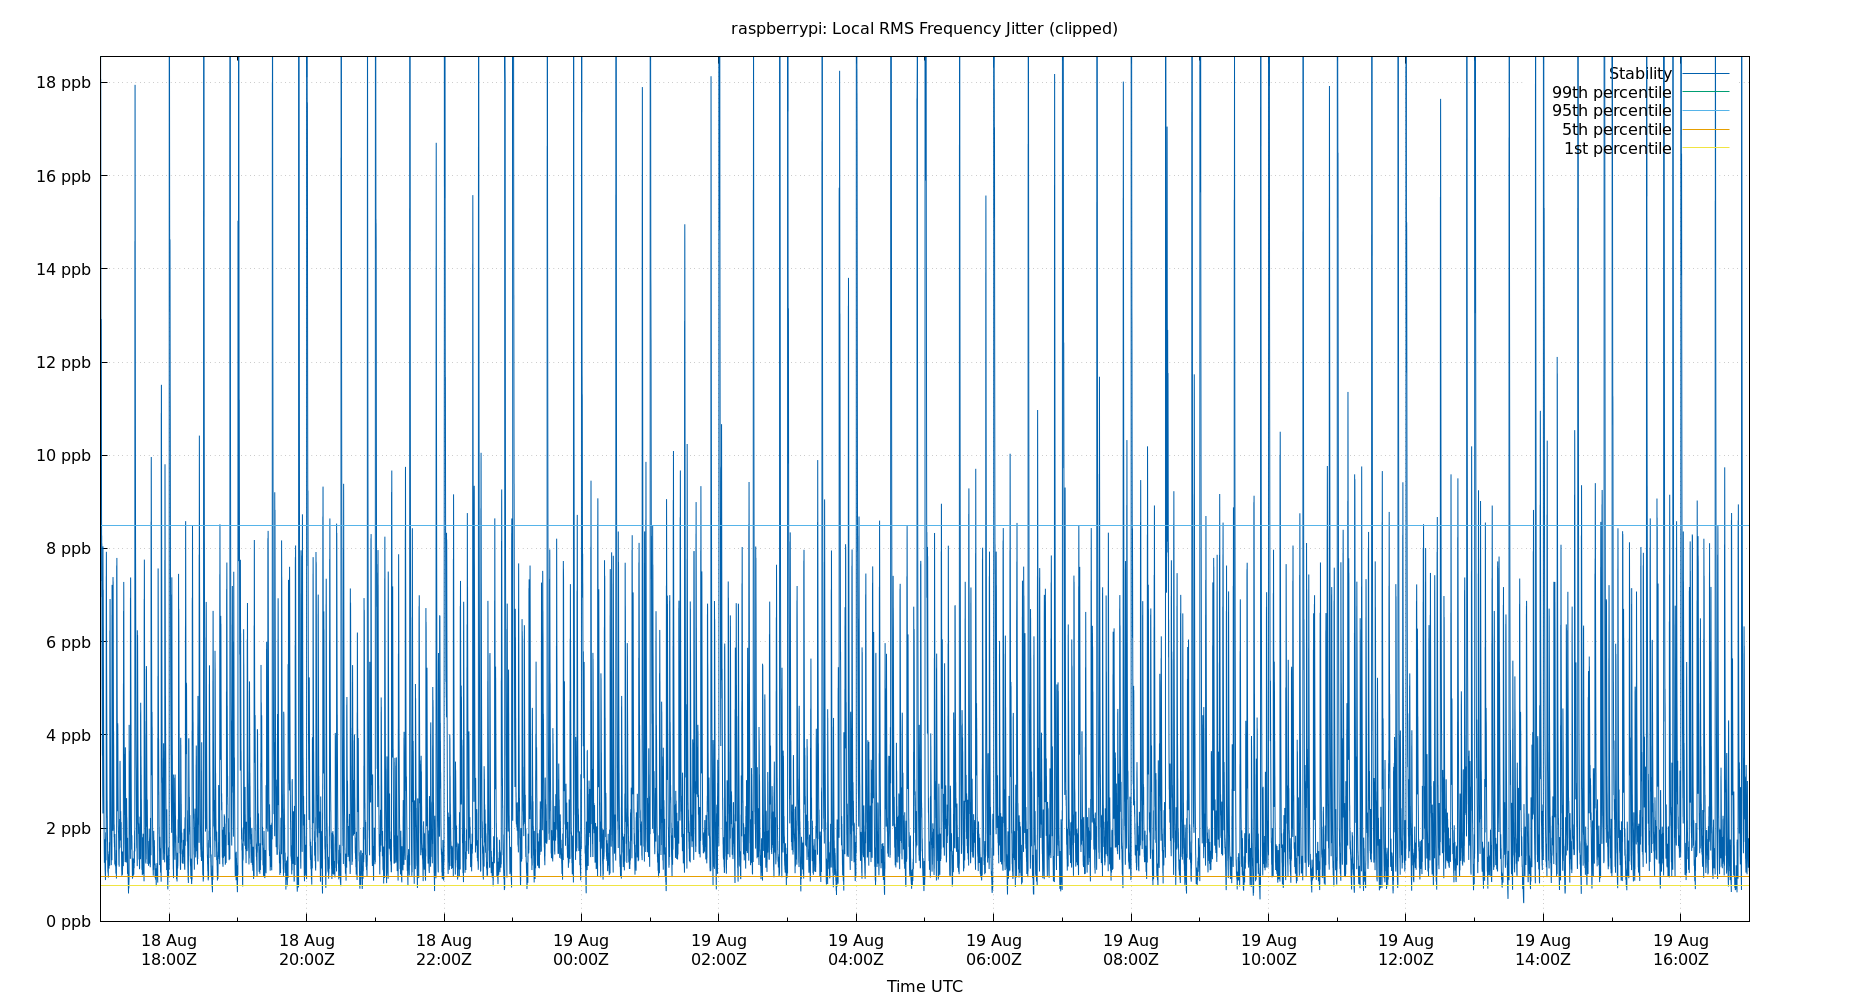 raspberrypi: Local RMS Frequency Jitter (clipped)
18 ppb
16 ppb
14 ppb
12 ppb
10 ppb
8 ppb
6 ppb
4 ppb
2 ppb
0 ppb
Stability
99th percentile
95th percentile
5th percentile
1st percentile
18 Aug 18 Aug 18 Aug 19 Aug 19 Aug 19 Aug 19 Aug 19 Aug 19 Aug 19 Aug 19 Aug 19 Aug
18:00Z 20:00Z 22:00Z 00:00Z 02:00Z 04:00Z 06:00Z 08:00Z 10:00Z 12:00Z 14:00Z 16:00Z
Time UTC